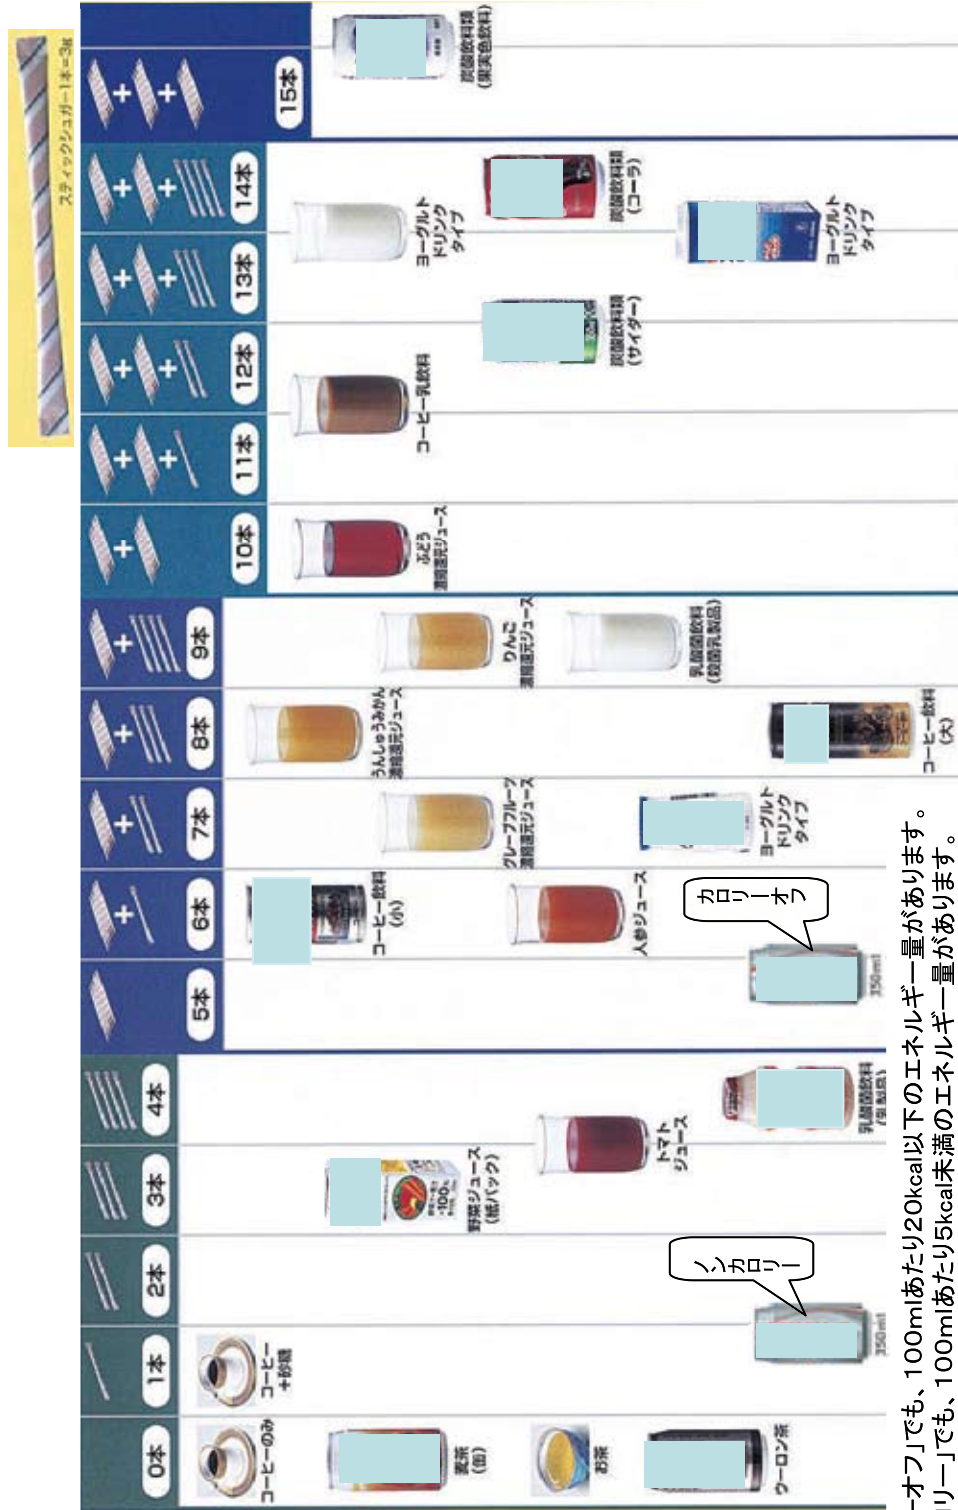 スティックシュガー1本=3g
0本
1本
2本
3本
4本
5本
6本
7本
8本
9本
10本
11本
12本
13本
14本
15本
コーヒーのみ
麦茶
(缶)
お茶
ウーロン茶
コーヒー
+砂糖
ノン
カロリー
350ml
野菜ジュース
(紙パック)
トマト
ジュース
乳酸菌飲料
カロリー
オフ
350ml
コーヒー飲料
(小)
人参ジュース
グレープフルーツ
濃縮還元ジュース
ヨーグルト
ドリンク
タイプ
うんしゅうみかん
濃縮還元ジュース
コーヒー飲料
(大)
りんご
濃縮還元ジュース
乳酸菌飲料
(殺菌乳製品)
ぶどう
濃縮還元ジュース
コーヒー乳飲料
炭酸飲料類
(サイダー)
ヨーグルト
ドリンク
タイプ
炭酸飲料類
(コーラ)
ヨーグルト
ドリンク
タイプ
炭酸飲料類
(果実色飲料)
ーオフ」でも、100mlあたり20kcal以下のエネルギー量があります。
リー」でも、100mlあたり5kcal未満のエネルギー量があります。